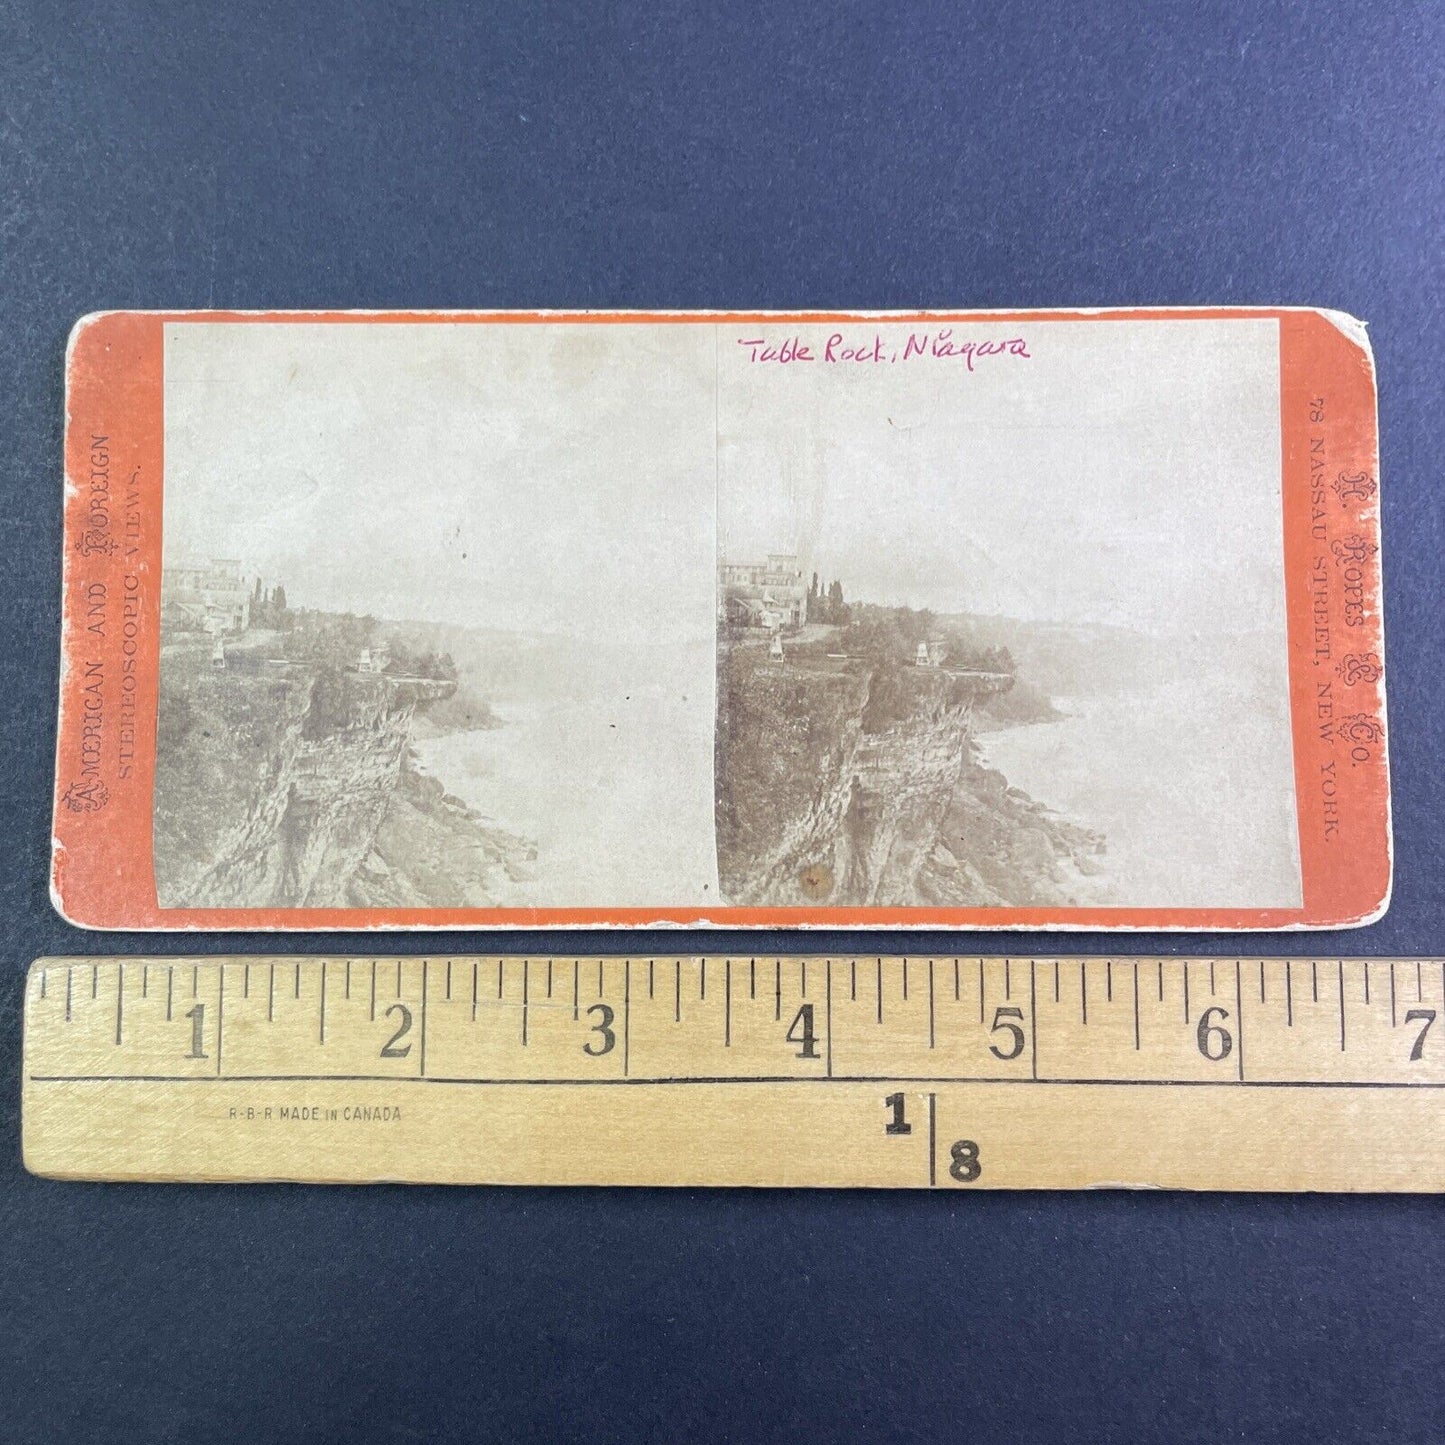 Table Rock, Niagara
AMERICAN AND FOREIGN
STEREOSCOPIC VIEWS.
H. ROPES & CO.
78 NASSAU STREET, NEW YORK.
1 2 3 4 5 6 7
R-B-R MADE IN CANADA
1
8